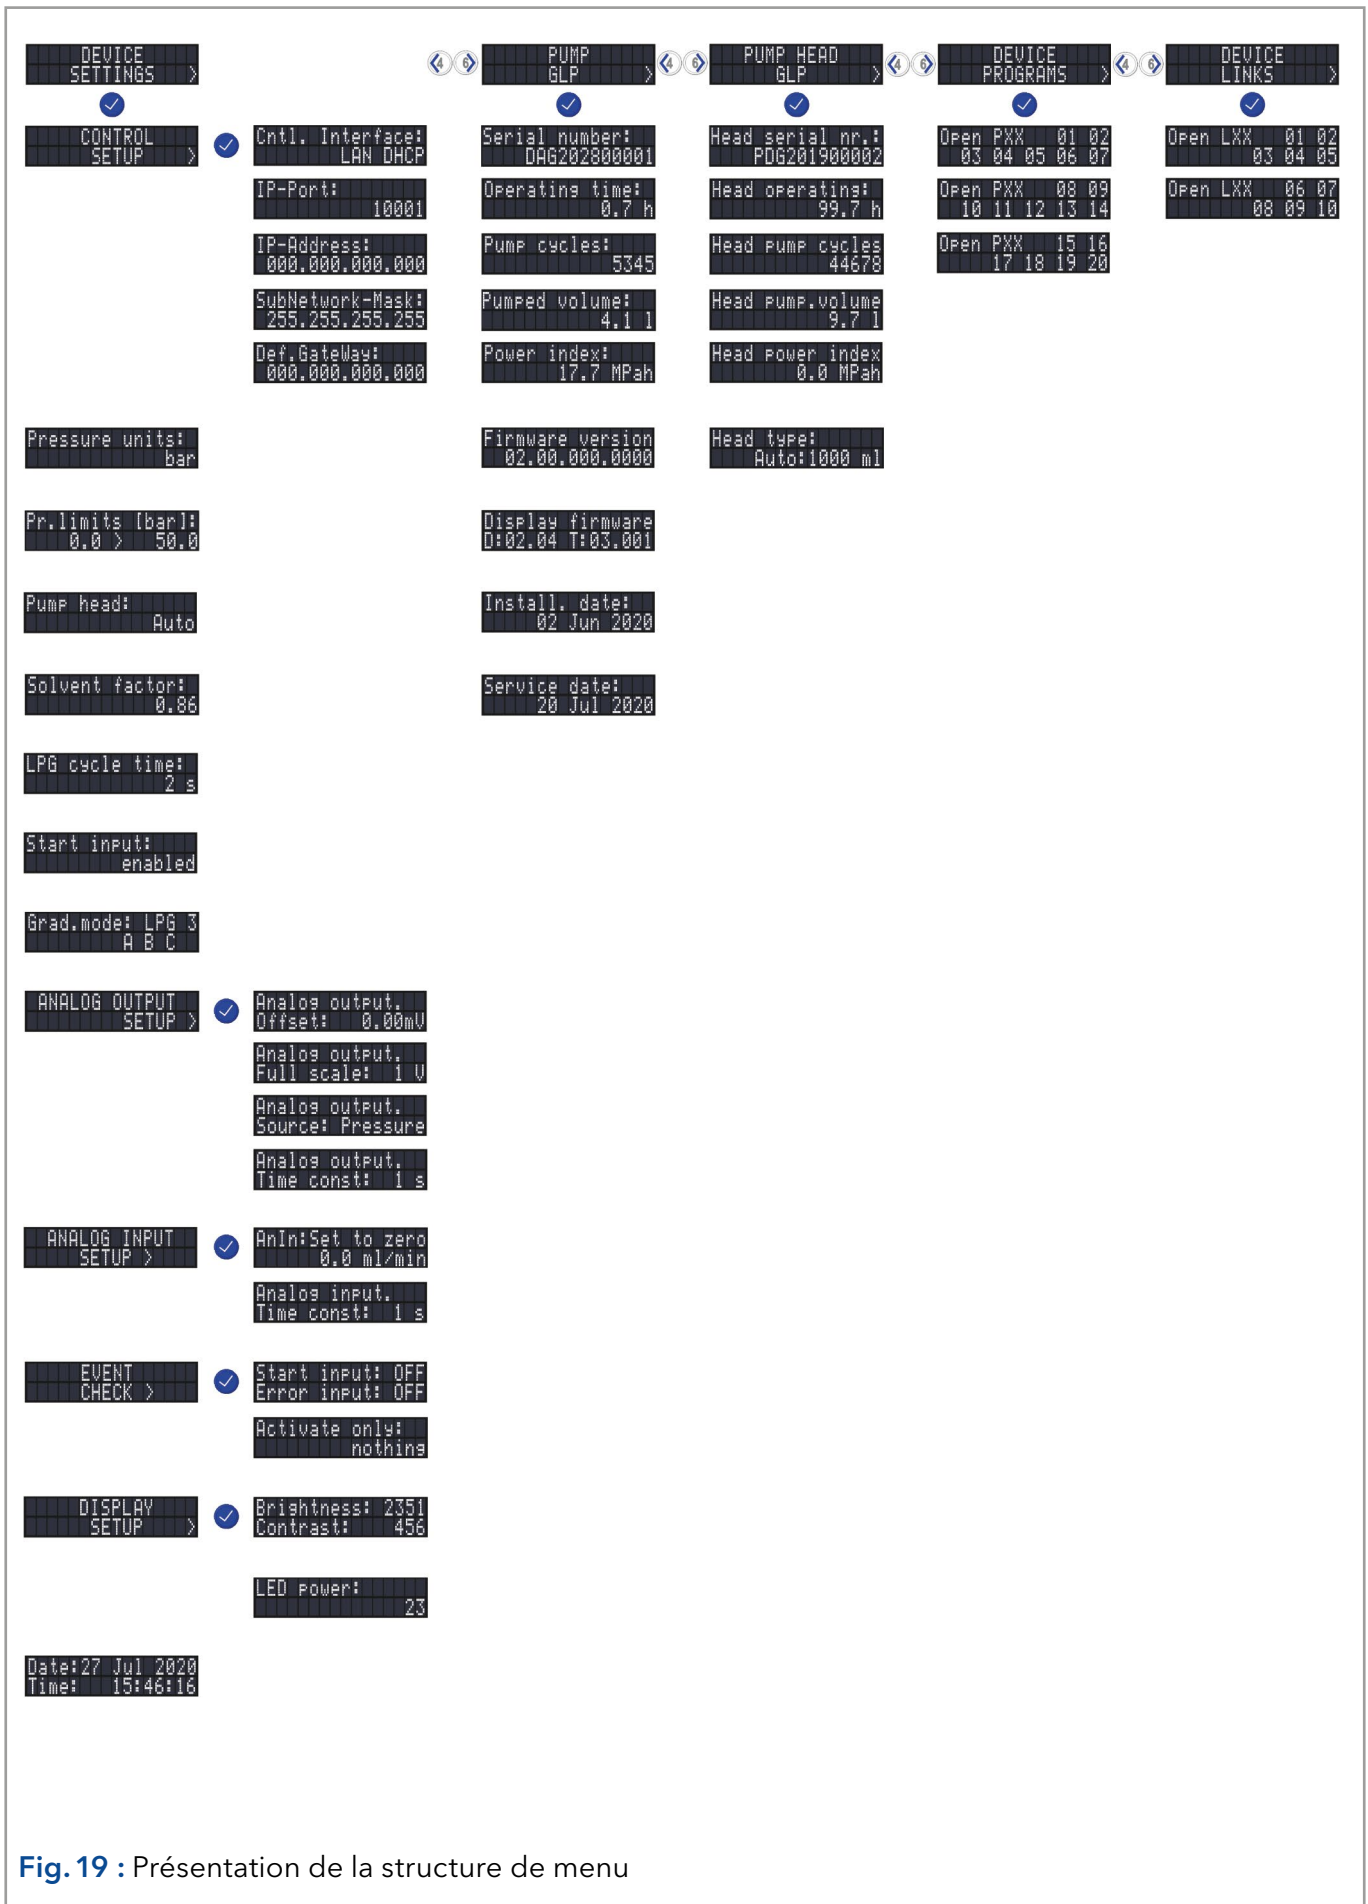 DEVICE
SETTINGS >
4 6
PUMP
GLP >
4 6
PUMP HEAD
GLP >
4 6
DEVICE
PROGRAMS >
4 6
DEVICE
LINKS >
CONTROL
SETUP >
Cntl. Interface:
LAN DHCP
IP-Port:
10001
IP-Address:
000.000.000.000
SubNetwork-Mask:
255.255.255.255
Def.GateWay:
000.000.000.000
Serial number:
DAG202800001
Operating time:
0.7 h
Pump cycles:
5345
Pumped volume:
4.1 l
Power index:
17.7 MPah
Firmware version
02.00.000.0000
Display firmware
D:02.04 T:03.001
Install. date:
02 Jun 2020
Service date:
20 Jul 2020
Head serial nr.:
PDG201900002
Head operating:
99.7 h
Head pump cycles
44678
Head pump.volume
9.7 l
Head power index
0.0 MPah
Head type:
Auto:1000 ml
Open PXX 01 02
03 04 05 06 07
Open PXX 08 09
10 11 12 13 14
Open PXX 15 16
17 18 19 20
Open LXX 01 02
03 04 05
Open LXX 06 07
08 09 10
Pressure units:
bar
Pr.limits [bar]:
0.0 > 50.0
Pump head:
Auto
Solvent factor:
0.86
LPG cycle time:
2 s
Start input:
enabled
Grad.mode: LPG 3
A B C
ANALOG OUTPUT
SETUP >
Analog output.
Offset: 0.00mV
Analog output.
Full scale: 1 V
Analog output.
Source: Pressure
Analog output.
Time const: 1 s
ANALOG INPUT
SETUP >
AnIn:Set to zero
0.0 ml/min
Analog input.
Time const: 1 s
EVENT
CHECK >
Start input: OFF
Error input: OFF
Activate only:
nothing
DISPLAY
SETUP >
Brightness: 2351
Contrast: 456
LED power:
23
Date:27 Jul 2020
Time: 15:46:16
Fig. 19 : Présentation de la structure de menu